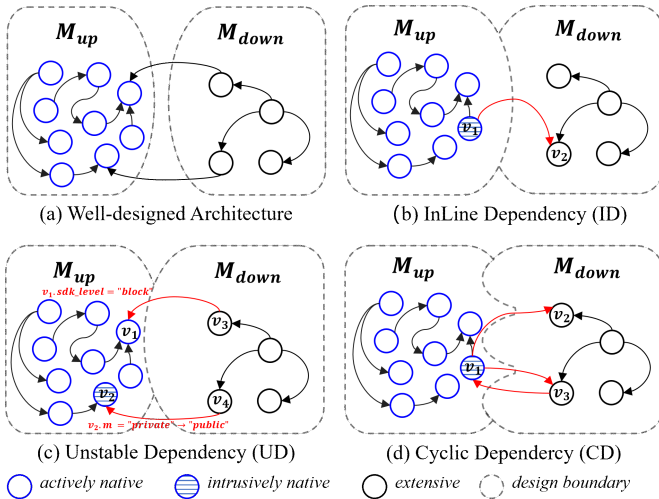 M_up
M_down
(a) Well-designed Architecture
M_up
M_down
v_1
v_2
(b) InLine Dependency (ID)
M_up
M_down
v_1.sdk_level = "block"
v_1
v_3
v_2
v_4
v_2.m = "private" → "public"
(c) Unstable Dependency (UD)
M_up
M_down
v_2
v_1
v_3
(d) Cyclic Dependercy (CD)
actively native
intrusively native
extensive
design boundary